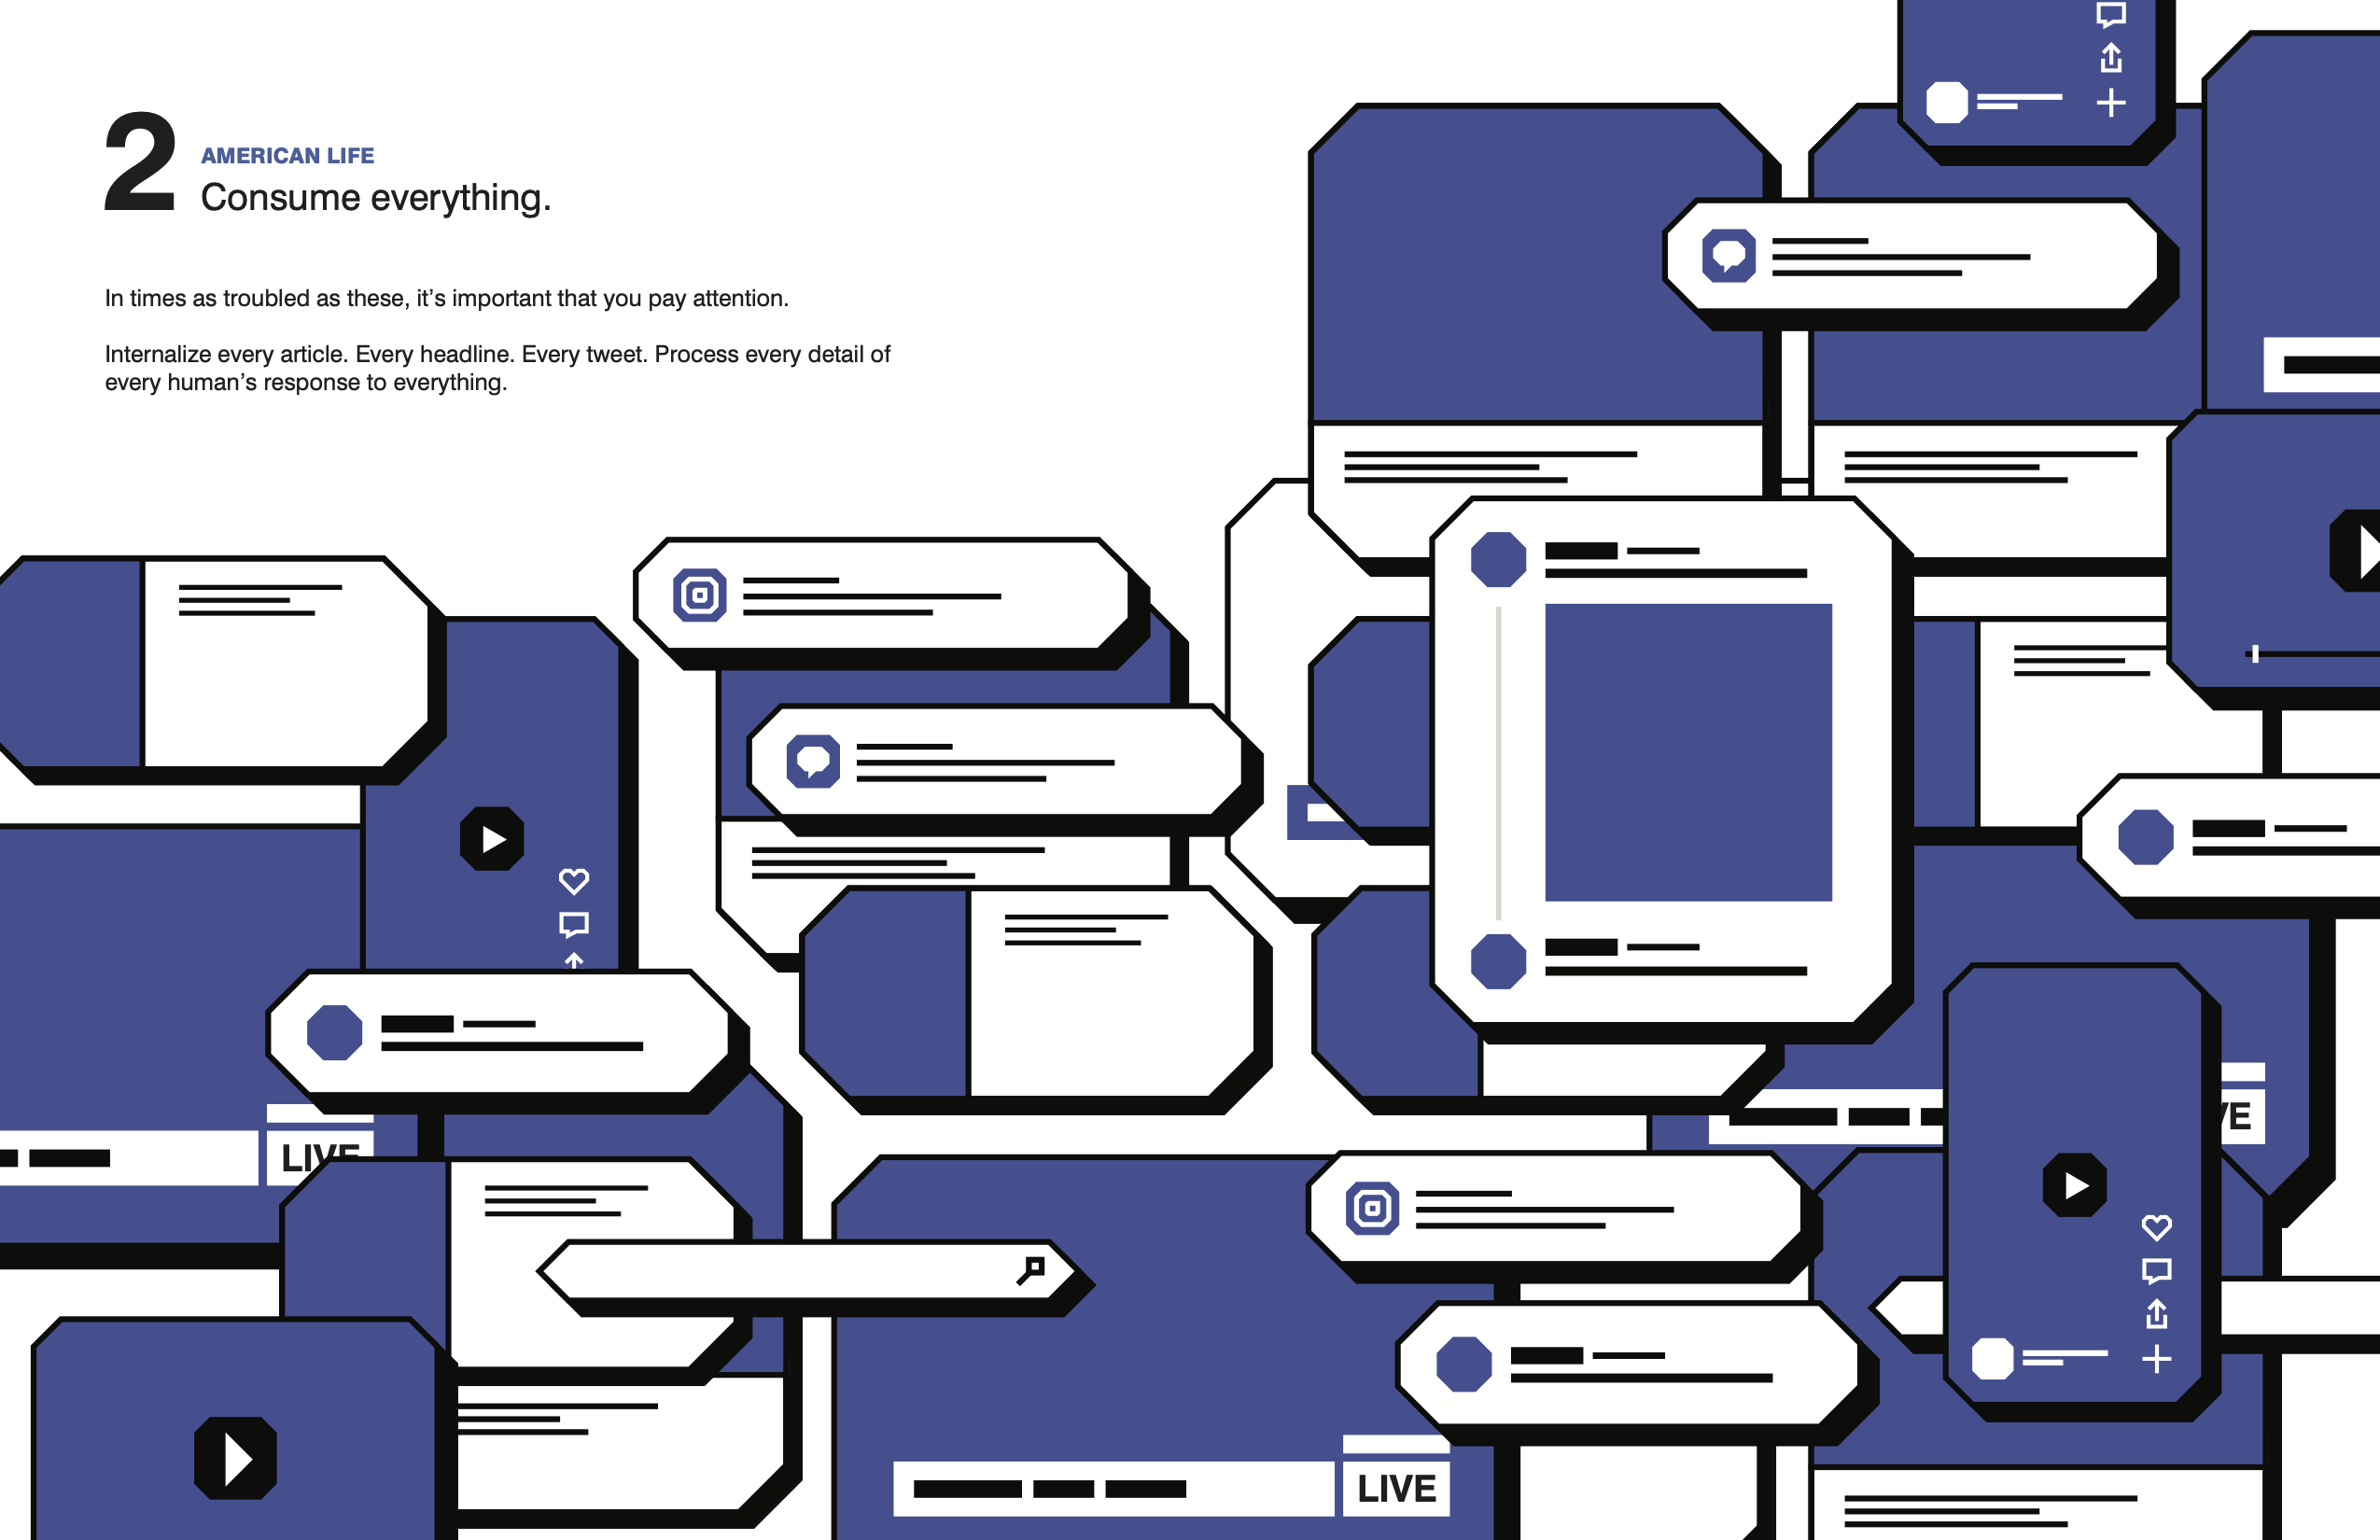 2
AMERICAN LIFE
Consume everything.
In times as troubled as these, it’s important that you pay attention.
Internalize every article. Every headline. Every tweet. Process every detail of
every human’s response to everything.
LIVE
VE
LIVE